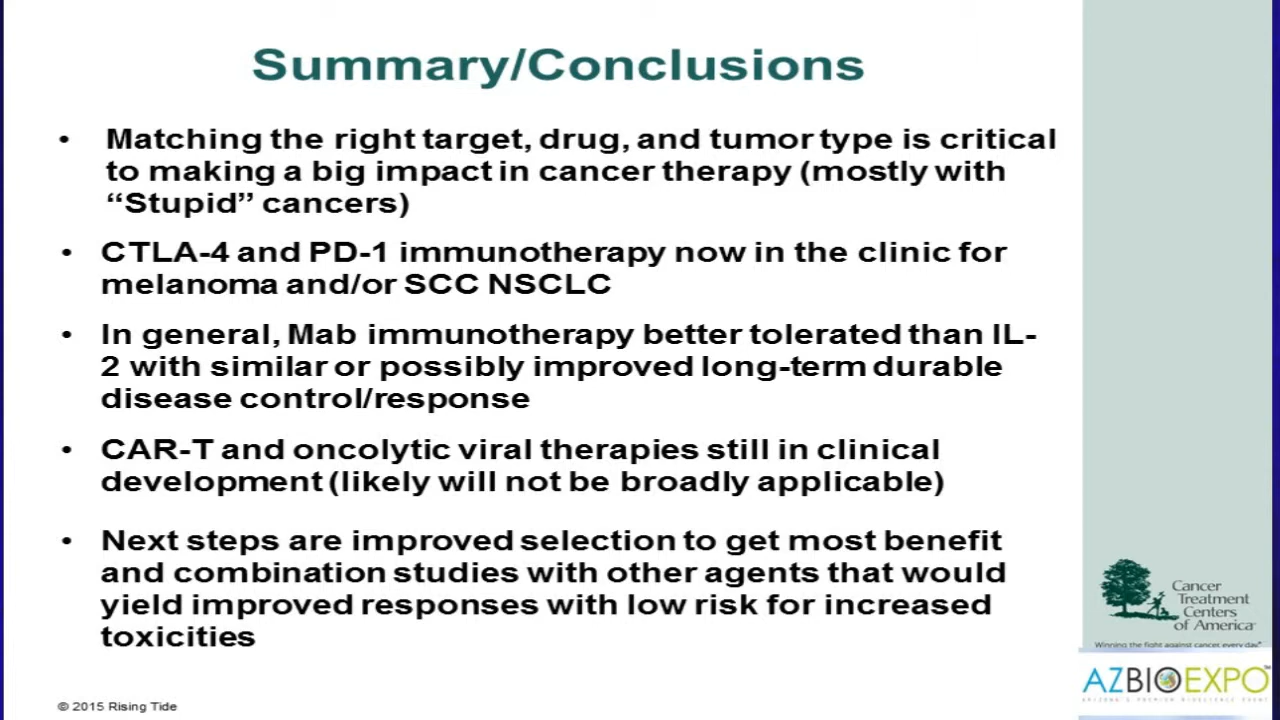 Summary/Conclusions
• Matching the right target, drug, and tumor type is critical
to making a big impact in cancer therapy (mostly with
“Stupid” cancers)
• CTLA-4 and PD-1 immunotherapy now in the clinic for
melanoma and/or SCC NSCLC
• In general, Mab immunotherapy better tolerated than IL-
2 with similar or possibly improved long-term durable
disease control/response
• CAR-T and oncolytic viral therapies still in clinical
development (likely will not be broadly applicable)
• Next steps are improved selection to get most benefit
and combination studies with other agents that would
yield improved responses with low risk for increased
toxicities
Cancer
Treatment
Centers
of America
Winning the fight against cancer, every day
AZBIOEXPO
ARIZONA'S PREMIER BIOSCIENCE EVENT
© 2015 Rising Tide